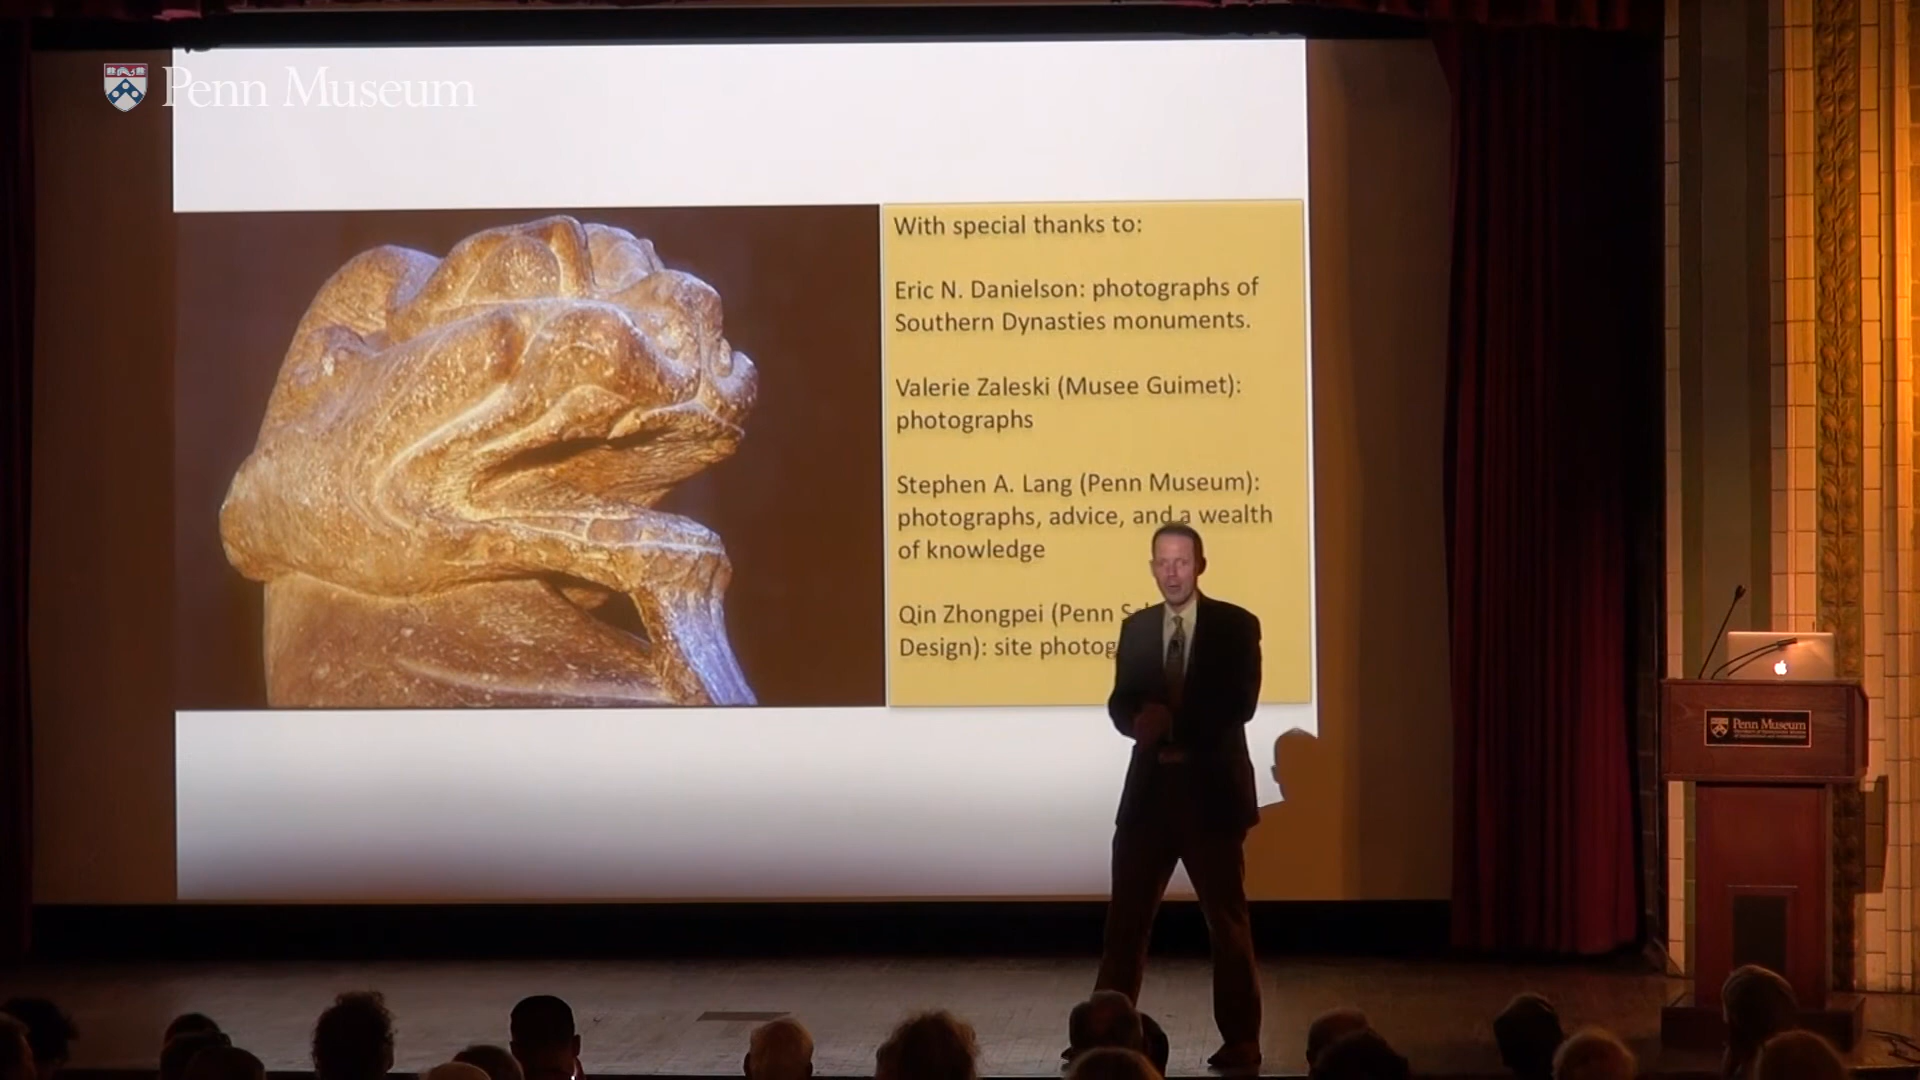 Penn Museum
With special thanks to:
Eric N. Danielson: photographs of
Southern Dynasties monuments.
Valerie Zaleski (Musee Guimet):
photographs
Stephen A. Lang (Penn Museum):
photographs, advice, and a wealth
of knowledge
Qin Zhongpei (Penn
Design): site photog
Penn Museum